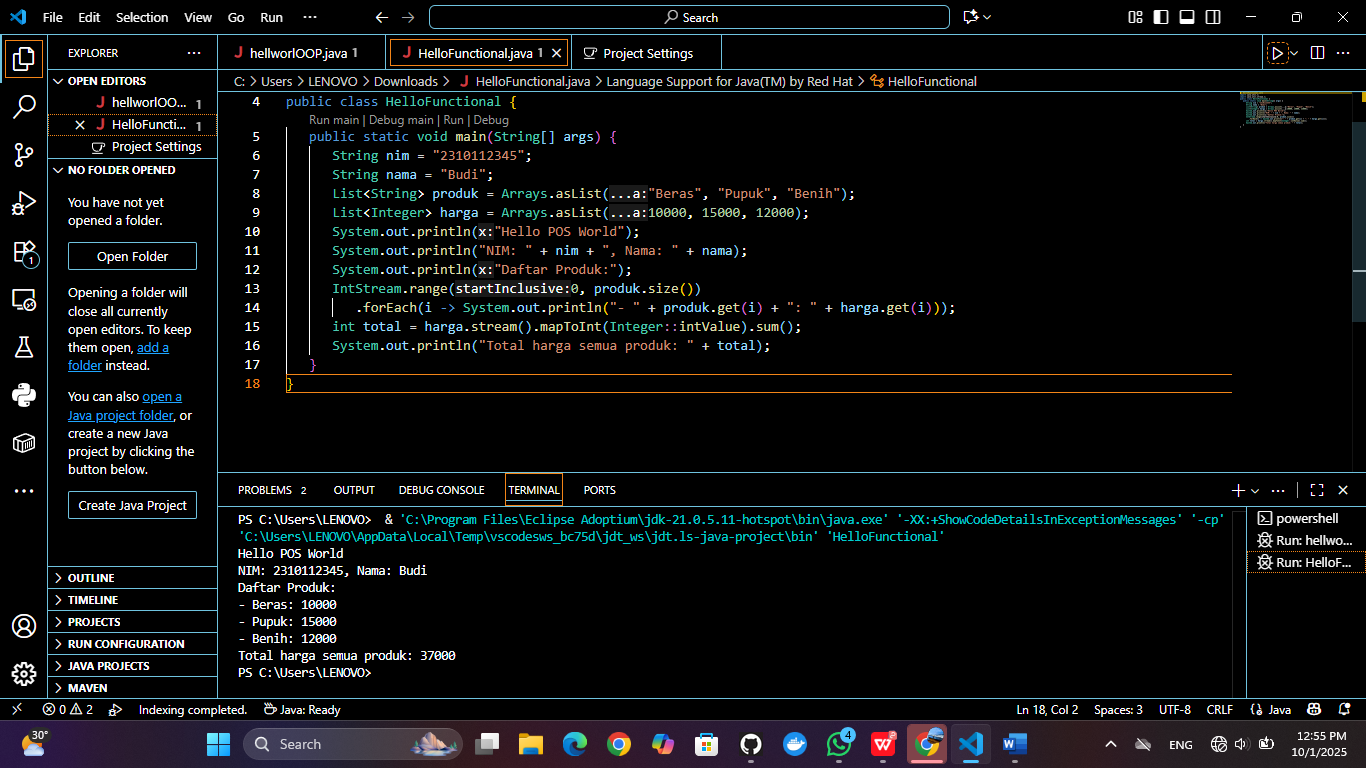 File Edit Selection View Go Run ··· Search
EXPLORER ···
OPEN EDITORS
hellworlOO... 1
HelloFuncti... 1
Project Settings
NO FOLDER OPENED
You have not yet
opened a folder.
Open Folder
Opening a folder will
close all currently
open editors. To keep
them open, add a
folder instead.
You can also open a
Java project folder, or
create a new Java
project by clicking the
button below.
Create Java Project
OUTLINE
TIMELINE
PROJECTS
RUN CONFIGURATION
JAVA PROJECTS
MAVEN
1
hellworlOOP.java 1 HelloFunctional.java 1 Project Settings
C: > Users > LENOVO > Downloads > HelloFunctional.java > Language Support for Java(TM) by Red Hat > HelloFunctional
4 public class HelloFunctional {
Run main | Debug main | Run | Debug
5 public static void main(String[] args) {
6 String nim = "2310112345";
7 String nama = "Budi";
8 List<String> produk = Arrays.asList(...a:"Beras", "Pupuk", "Benih");
9 List<Integer> harga = Arrays.asList(...a:10000, 15000, 12000);
10 System.out.println(x:"Hello POS World");
11 System.out.println("NIM: " + nim + ", Nama: " + nama);
12 System.out.println(x:"Daftar Produk:");
13 IntStream.range(startInclusive:0, produk.size())
14 .forEach(i -> System.out.println("- " + produk.get(i) + ": " + harga.get(i)));
15 int total = harga.stream().mapToInt(Integer::intValue).sum();
16 System.out.println("Total harga semua produk: " + total);
17 }
18 }
PROBLEMS 2 OUTPUT DEBUG CONSOLE TERMINAL PORTS
PS C:\Users\LENOVO> & 'C:\Program Files\Eclipse Adoptium\jdk-21.0.5.11-hotspot\bin\java.exe' '-XX:+ShowCodeDetailsInExceptionMessages' '-cp'
'C:\Users\LENOVO\AppData\Local\Temp\vscodesws_bc75d\jdt_ws\jdt.ls-java-project\bin' 'HelloFunctional'
Hello POS World
NIM: 2310112345, Nama: Budi
Daftar Produk:
- Beras: 10000
- Pupuk: 15000
- Benih: 12000
Total harga semua produk: 37000
PS C:\Users\LENOVO>
powershell
Run: hellwo...
Run: HelloF...
0 2 Indexing completed. Java: Ready Ln 18, Col 2 Spaces: 3 UTF-8 CRLF Java
30° Search 4 ENG 12:55 PM
10/1/2025